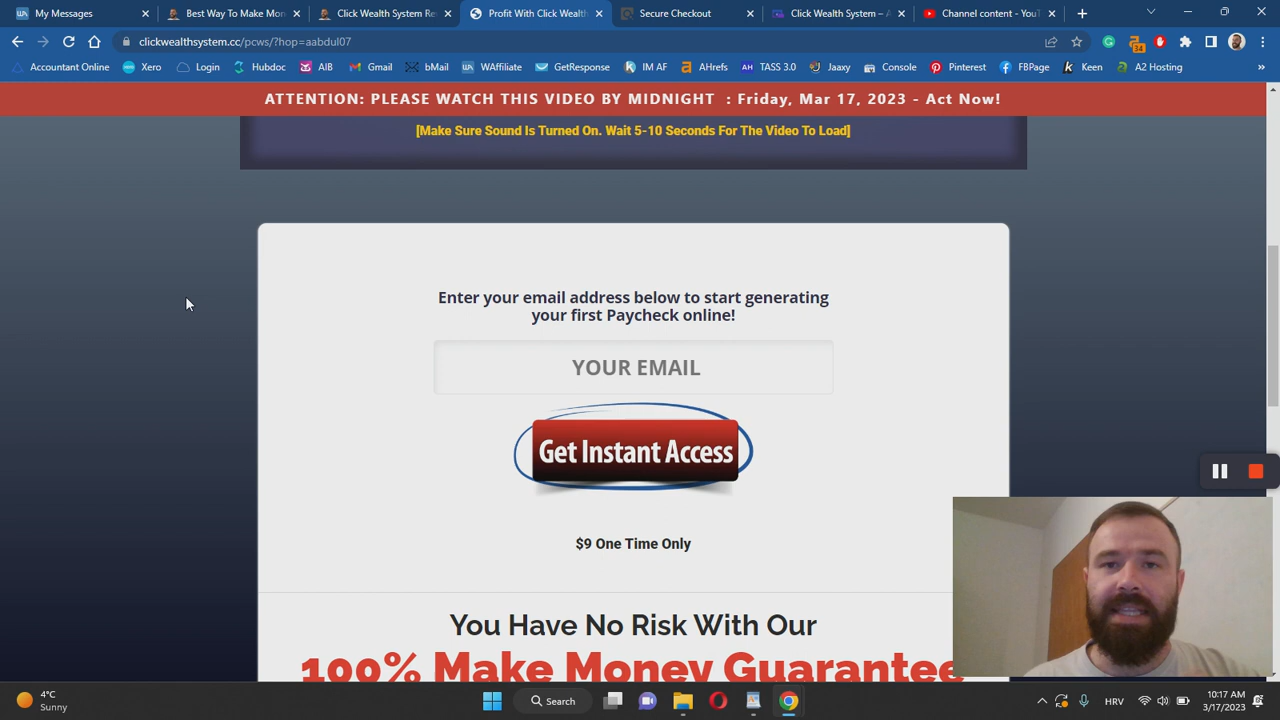 My Messages
Best Way To Make Mon
Click Wealth System Re
Profit With Click Wealth
Secure Checkout
Click Wealth System – A
Channel content - YouT
clickwealthsystem.cc/pcws/?hop=aabdul07
34
Accountant Online
Xero
Login
Hubdoc
AIB
Gmail
bMail
WAffiliate
GetResponse
IM AF
AHrefs
AH TASS 3.0
Jaaxy
Console
Pinterest
FBPage
Keen
A2 Hosting
»
ATTENTION: PLEASE WATCH THIS VIDEO BY MIDNIGHT : Friday, Mar 17, 2023 - Act Now!
[Make Sure Sound Is Turned On. Wait 5-10 Seconds For The Video To Load]
Enter your email address below to start generating
your first Paycheck online!
YOUR EMAIL
Get Instant Access
$9 One Time Only
You Have No Risk With Our
100% Make Money Guarantee
4°C
Sunny
Search
HRV
10:17 AM
3/17/2023